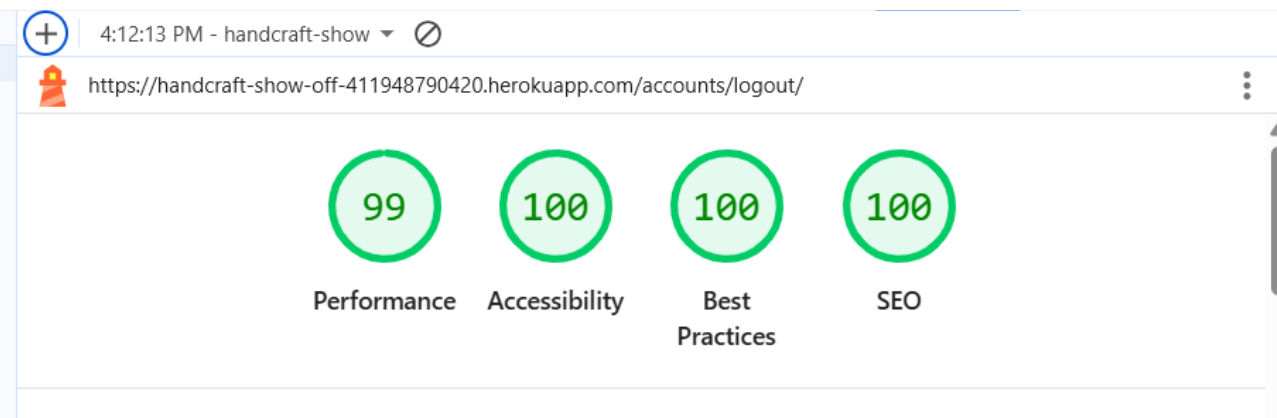 4:12:13 PM - handcraft-show
https://handcraft-show-off-411948790420.herokuapp.com/accounts/logout/
99 100 100 100
Performance Accessibility Best Practices SEO